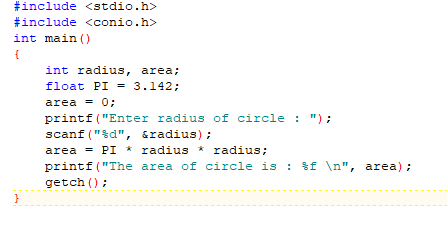 #include <stdio.h>
#include <conio.h>
int main()
{
    int radius, area;
    float PI = 3.142;
    area = 0;
    printf("Enter radius of circle : ");
    scanf("%d", &radius);
    area = PI * radius * radius;
    printf("The area of circle is : %f \n", area);
    getch();
}